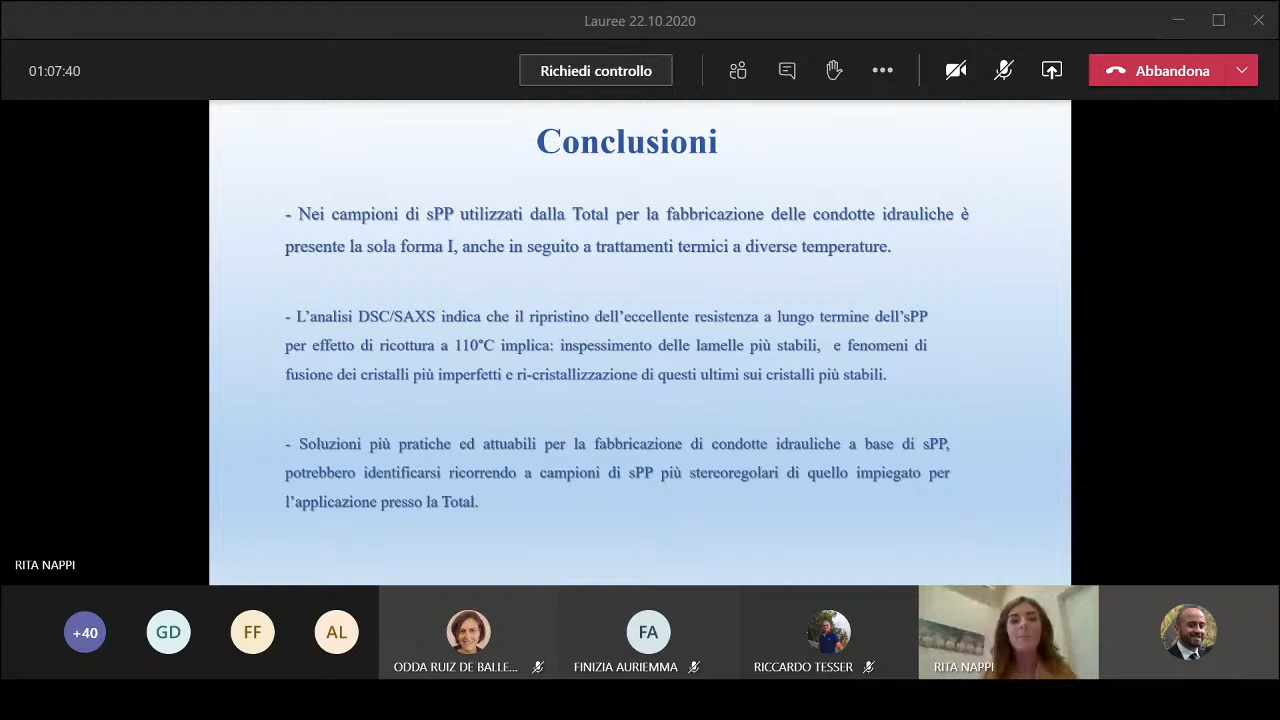 Lauree 22.10.2020
01:07:40
Richiedi controllo
Abbandona
Conclusioni
- Nei campioni di sPP utilizzati dalla Total per la fabbricazione delle condotte idrauliche è
presente la sola forma I, anche in seguito a trattamenti termici a diverse temperature.
- L’analisi DSC/SAXS indica che il ripristino dell’eccellente resistenza a lungo termine dell’sPP
per effetto di ricottura a 110°C implica: inspessimento delle lamelle più stabili, e fenomeni di
fusione dei cristalli più imperfetti e ri-cristallizzazione di questi ultimi sui cristalli più stabili.
- Soluzioni più pratiche ed attuabili per la fabbricazione di condotte idrauliche a base di sPP,
potrebbero identificarsi ricorrendo a campioni di sPP più stereoregolari di quello impiegato per
l’applicazione presso la Total.
RITA NAPPI
+40
GD
FF
AL
ODDA RUIZ DE BALLE...
FA
FINIZIA AURIEMMA
RICCARDO TESSER
RITA NAPPI